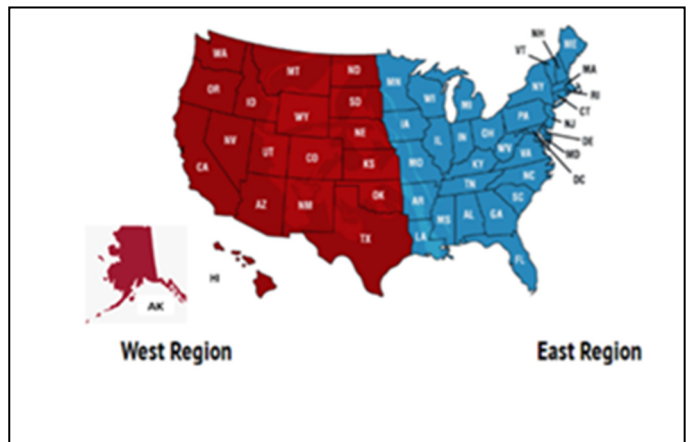 NH
ME
VT
WA
MT
ND
MN
MA
OR
ID
SD
WI
MI
NY
RI
WY
CT
IA
PA
NJ
NE
NV
UT
CO
IL
IN
OH
DE
WV
VA
MD
CA
KS
MO
KY
DC
NC
TN
AZ
NM
OK
AR
SC
MS
AL
GA
TX
LA
FL
HI
AK
West Region
East Region